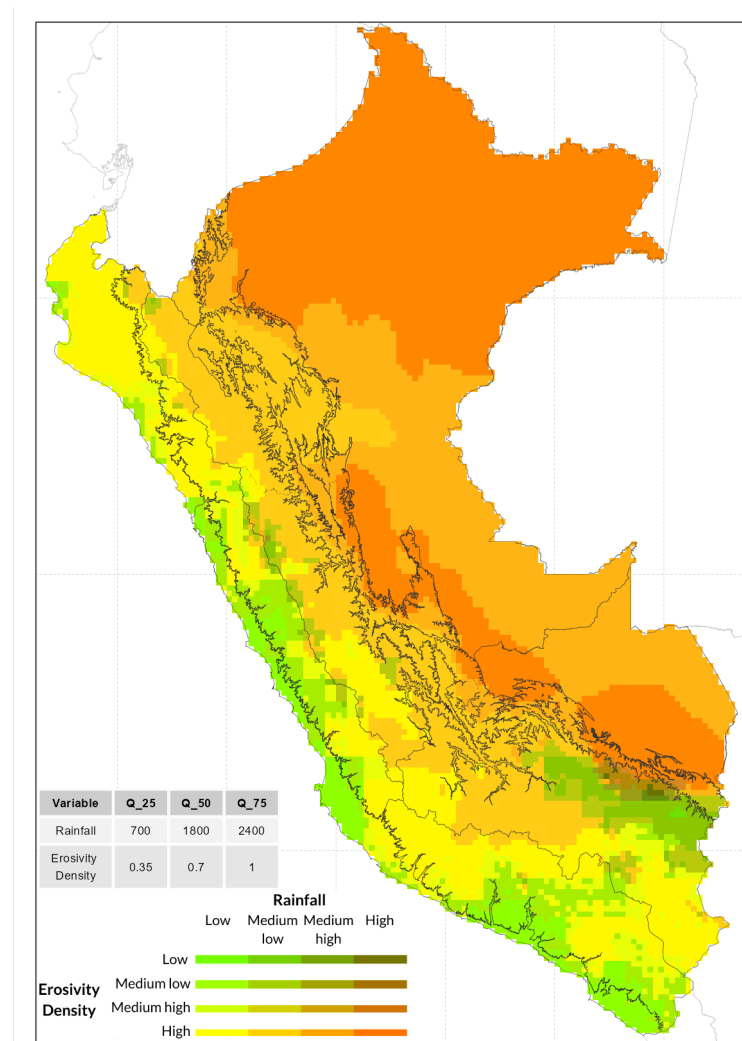 Variable Q_25 Q_50 Q_75
Rainfall 700 1800 2400
Erosivity
Density 0.35 0.7 1
Rainfall
Low Medium low Medium high High
Erosivity Density
Low
Medium low
Medium high
High